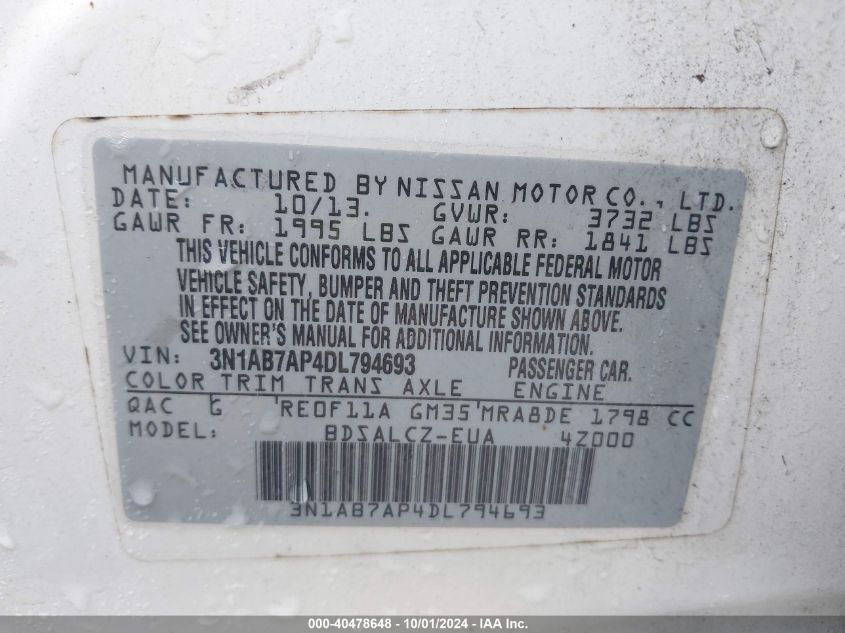 MANUFACTURED BY NISSAN MOTOR CO., LTD.
DATE: 10/13. GVWR: 3732 LBS
GAWR FR: 1995 LBS GAWR RR: 1841 LBS
THIS VEHICLE CONFORMS TO ALL APPLICABLE FEDERAL MOTOR
VEHICLE SAFETY, BUMPER AND THEFT PREVENTION STANDARDS
IN EFFECT ON THE DATE OF MANUFACTURE SHOWN ABOVE.
SEE OWNER'S MANUAL FOR ADDITIONAL INFORMATION.
VIN: 3N1AB7AP4DL794693 PASSENGER CAR.
COLOR TRIM TRANS AXLE ENGINE
QAC G RE0F11A GM35 MRA8DE 1798 CC
MODEL: BDSALCZ-EUA 4Z000
3N1AB7AP4DL794693
000-40478648 - 10/01/2024 - IAAI, Inc.